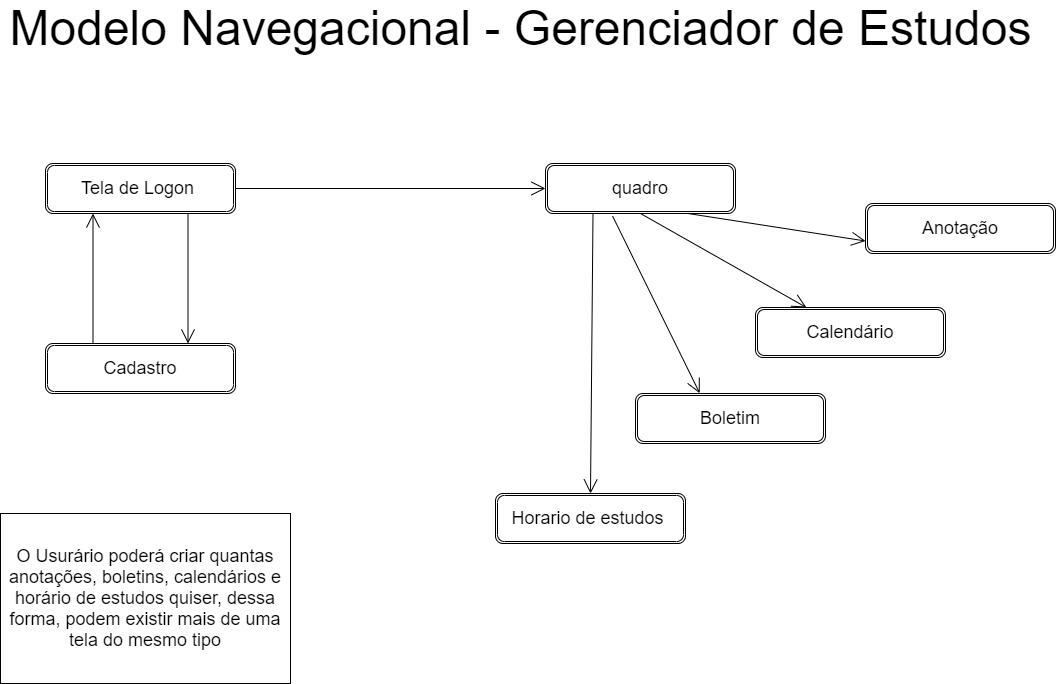 Modelo Navegacional - Gerenciador de Estudos
Tela de Logon
quadro
Anotação
Calendário
Cadastro
Boletim
Horario de estudos
O Usurário poderá criar quantas
anotações, boletins, calendários e
horário de estudos quiser, dessa
forma, podem existir mais de uma
tela do mesmo tipo